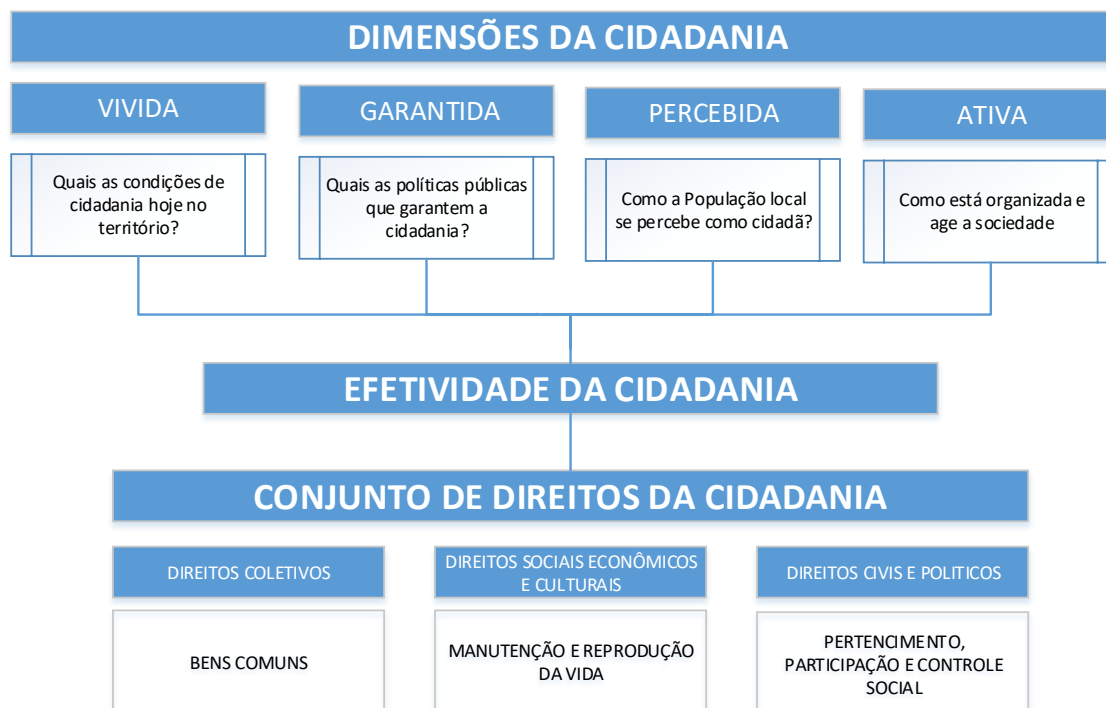 DIMENSÕES DA CIDADANIA
VIVIDA
GARANTIDA
PERCEBIDA
ATIVA
Quais as condições de
cidadania hoje no
território?
Quais as políticas públicas
que garantem a
cidadania?
Como a População local
se percebe como cidadã?
Como está organizada e
age a sociedade
EFETIVIDADE DA CIDADANIA
CONJUNTO DE DIREITOS DA CIDADANIA
DIREITOS COLETIVOS
DIREITOS SOCIAIS ECONÔMICOS
E CULTURAIS
DIREITOS CIVIS E POLITICOS
BENS COMUNS
MANUTENÇÃO E REPRODUÇÃO
DA VIDA
PERTENCIMENTO,
PARTICIPAÇÃO E CONTROLE
SOCIAL